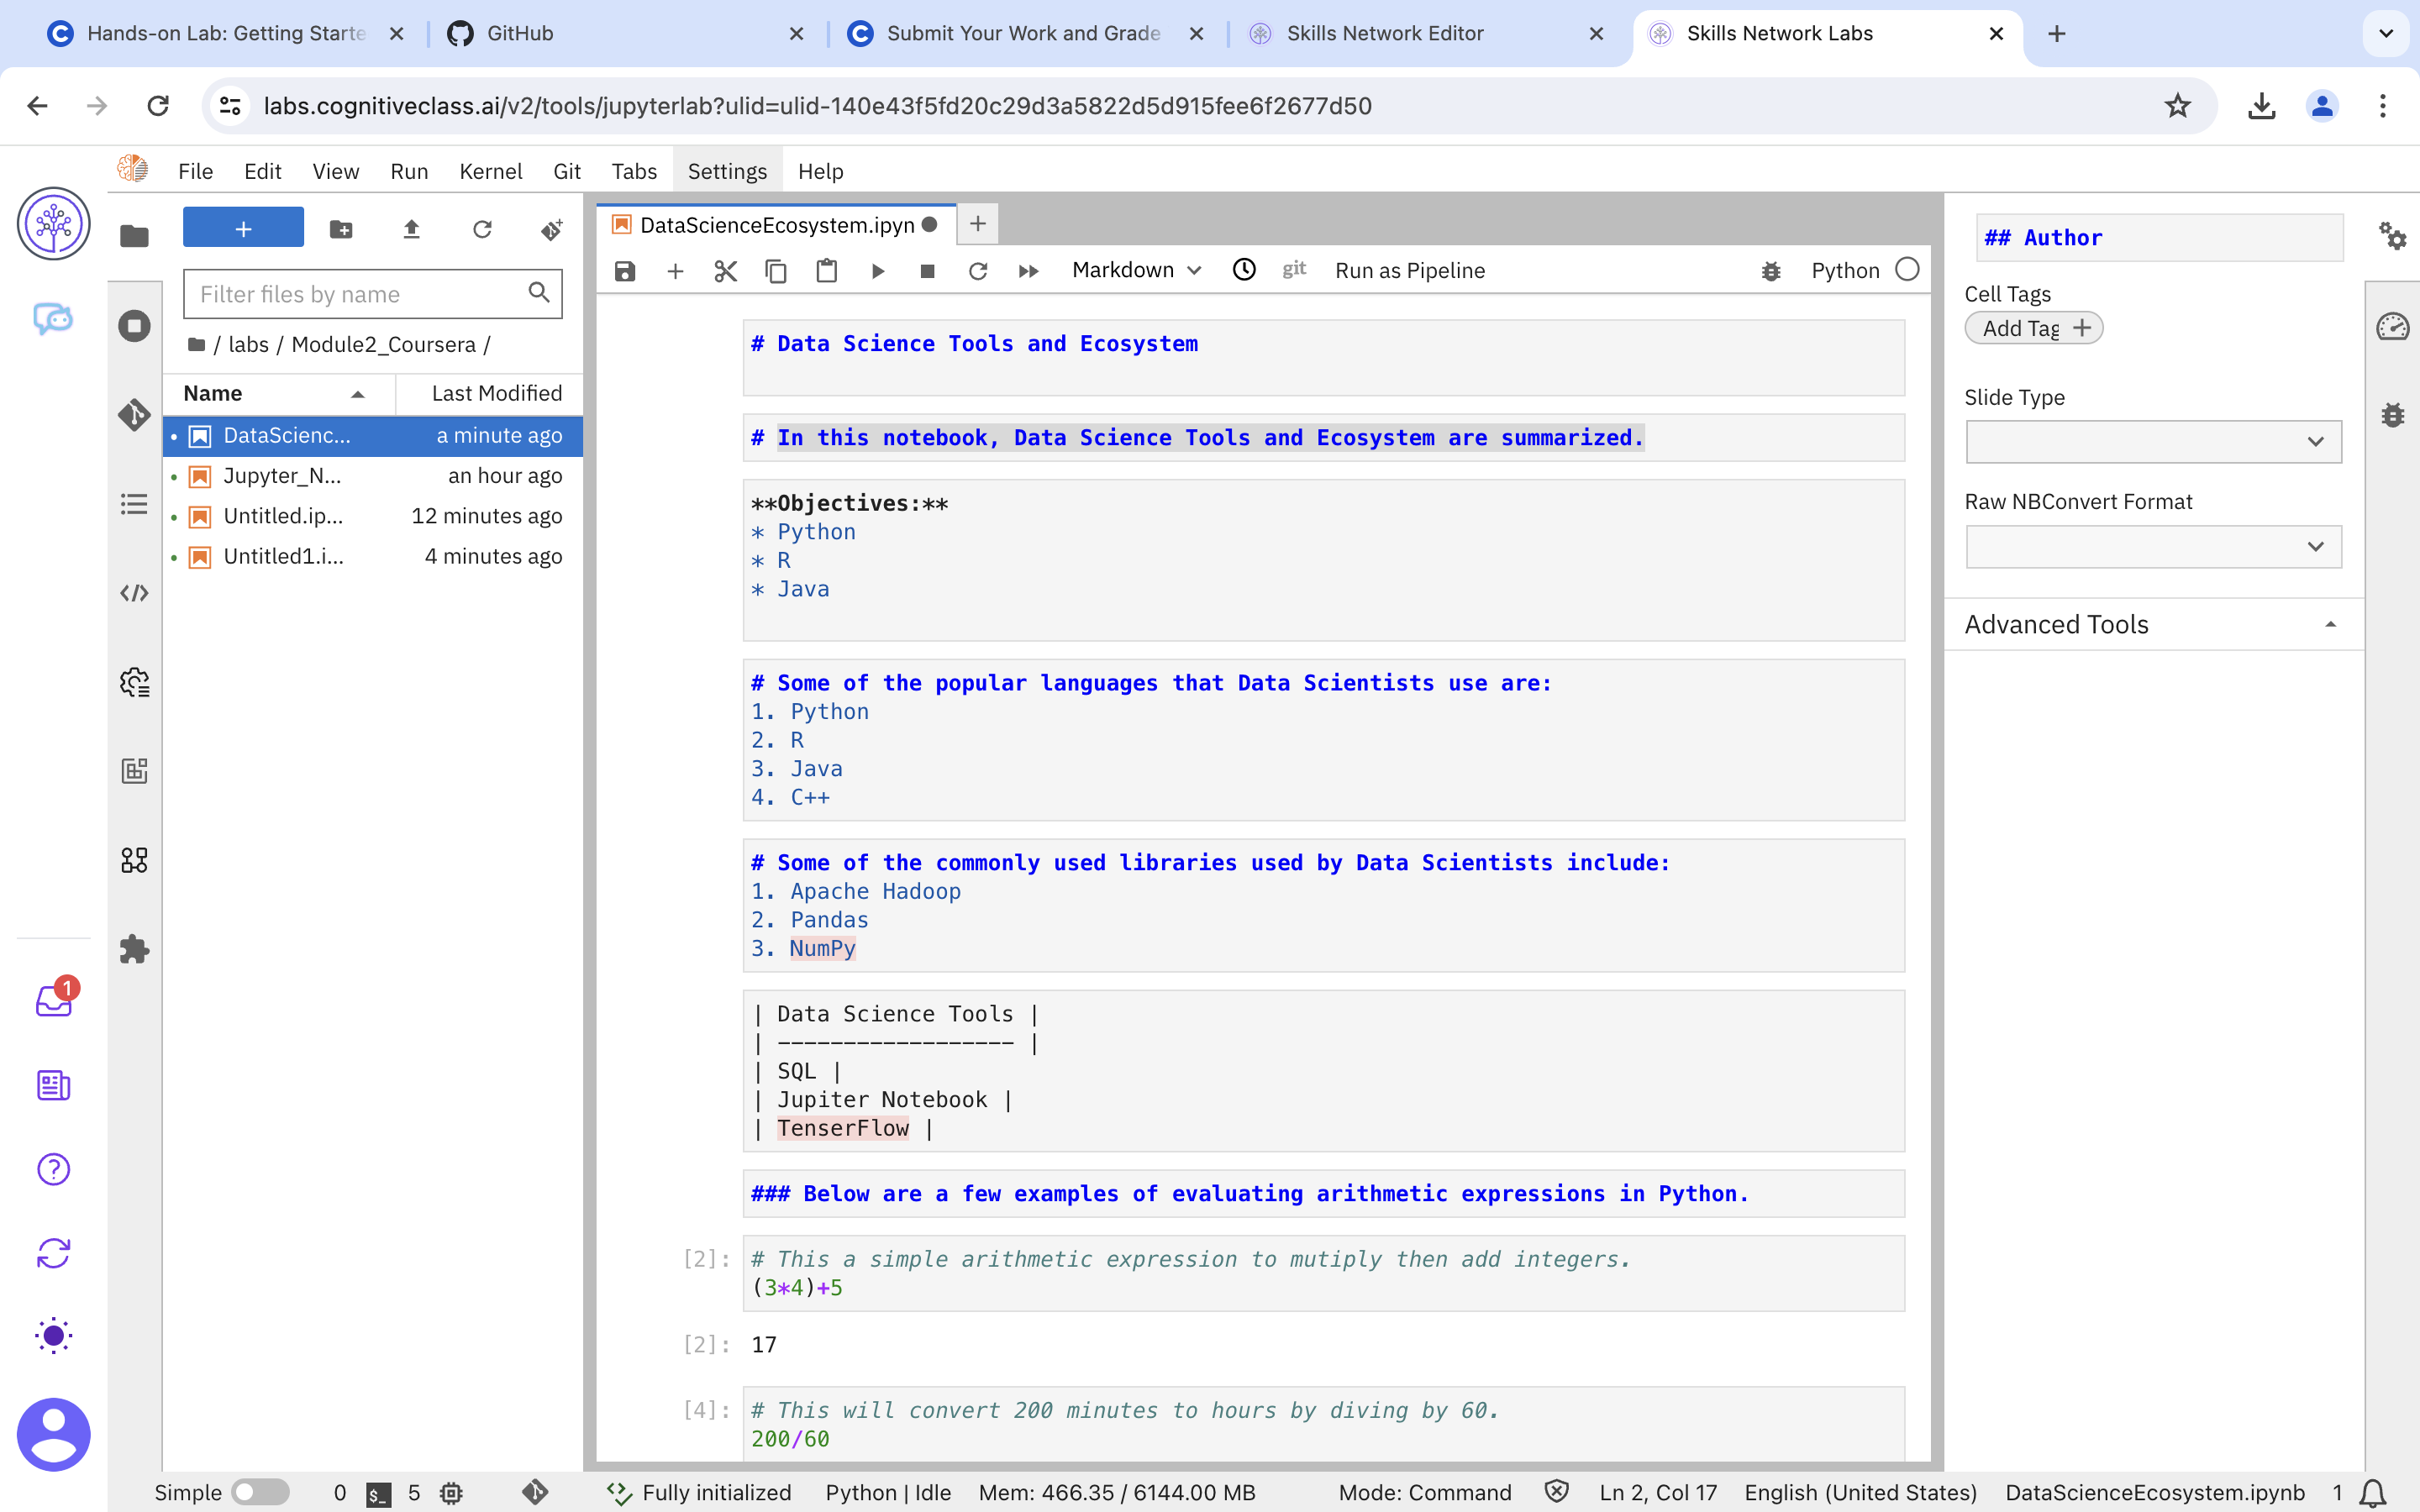 Hands-on Lab: Getting Starte
GitHub
Submit Your Work and Grade
Skills Network Editor
Skills Network Labs
labs.cognitiveclass.ai/v2/tools/jupyterlab?ulid=ulid-140e43f5fd20c29d3a5822d5d915fee6f2677d50
File Edit View Run Kernel Git Tabs Settings Help
Filter files by name
/ labs / Module2_Coursera /
Name Last Modified
DataScienc... a minute ago
Jupyter_N... an hour ago
Untitled.ip... 12 minutes ago
Untitled1.i... 4 minutes ago
1
DataScienceEcosystem.ipyn
Markdown git Run as Pipeline Python
# Data Science Tools and Ecosystem
# In this notebook, Data Science Tools and Ecosystem are summarized.
**Objectives:**
* Python
* R
* Java
# Some of the popular languages that Data Scientists use are:
1. Python
2. R
3. Java
4. C++
# Some of the commonly used libraries used by Data Scientists include:
1. Apache Hadoop
2. Pandas
3. NumPy
| Data Science Tools |
| ------------------ |
| SQL |
| Jupiter Notebook |
| TenserFlow |
### Below are a few examples of evaluating arithmetic expressions in Python.
[2]: # This a simple arithmetic expression to mutiply then add integers.
(3*4)+5
[2]: 17
[4]: # This will convert 200 minutes to hours by diving by 60.
200/60
## Author
Cell Tags
Add Tag
Slide Type
Raw NBConvert Format
Advanced Tools
Simple 0 $_ 5 Fully initialized Python | Idle Mem: 466.35 / 6144.00 MB Mode: Command Ln 2, Col 17 English (United States) DataScienceEcosystem.ipynb 1